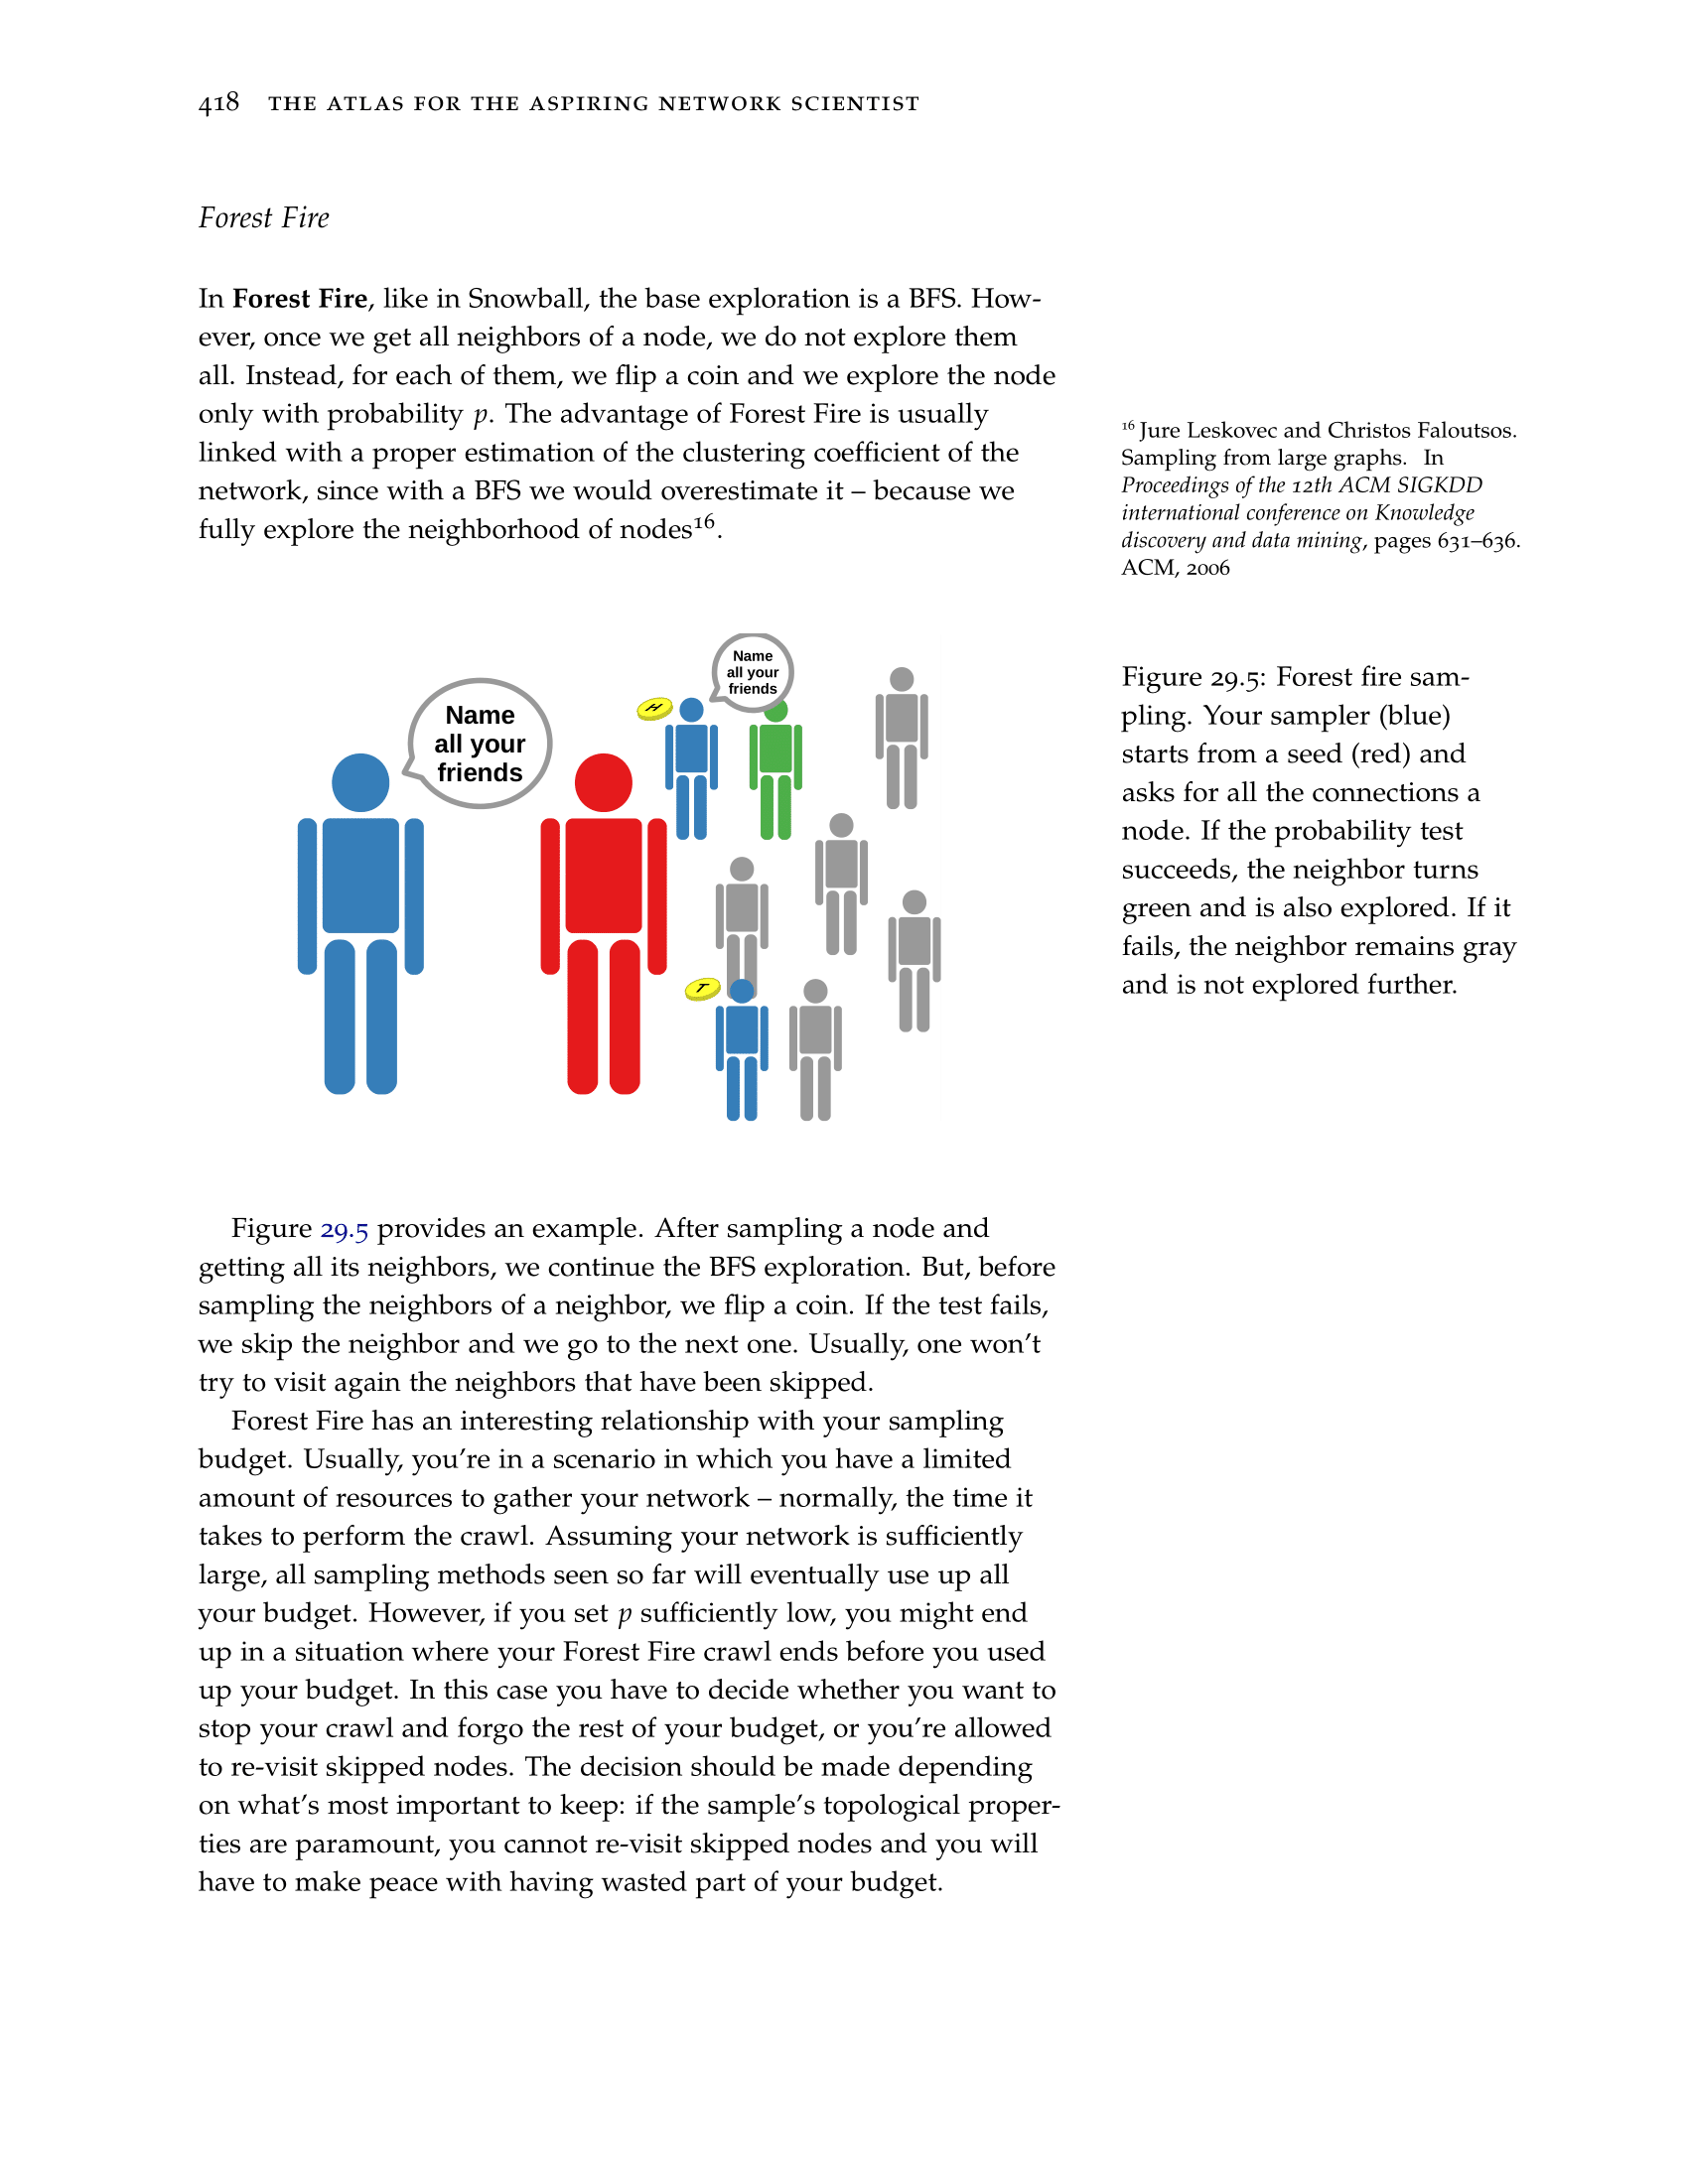 418 THE ATLAS FOR THE ASPIRING NETWORK SCIENTIST
Forest Fire
In Forest Fire, like in Snowball, the base exploration is a BFS. How-
ever, once we get all neighbors of a node, we do not explore them
all. Instead, for each of them, we flip a coin and we explore the node
only with probability p. The advantage of Forest Fire is usually
linked with a proper estimation of the clustering coefficient of the
network, since with a BFS we would overestimate it – because we
fully explore the neighborhood of nodes16.
16 Jure Leskovec and Christos Faloutsos.
Sampling from large graphs. In
Proceedings of the 12th ACM SIGKDD
international conference on Knowledge
discovery and data mining, pages 631–636.
ACM, 2006
Name
all your
friends
Name
all your
friends
H
T
Figure 29.5: Forest fire sam-
pling. Your sampler (blue)
starts from a seed (red) and
asks for all the connections a
node. If the probability test
succeeds, the neighbor turns
green and is also explored. If it
fails, the neighbor remains gray
and is not explored further.
Figure 29.5 provides an example. After sampling a node and
getting all its neighbors, we continue the BFS exploration. But, before
sampling the neighbors of a neighbor, we flip a coin. If the test fails,
we skip the neighbor and we go to the next one. Usually, one won't
try to visit again the neighbors that have been skipped.
Forest Fire has an interesting relationship with your sampling
budget. Usually, you're in a scenario in which you have a limited
amount of resources to gather your network – normally, the time it
takes to perform the crawl. Assuming your network is sufficiently
large, all sampling methods seen so far will eventually use up all
your budget. However, if you set p sufficiently low, you might end
up in a situation where your Forest Fire crawl ends before you used
up your budget. In this case you have to decide whether you want to
stop your crawl and forgo the rest of your budget, or you're allowed
to re-visit skipped nodes. The decision should be made depending
on what's most important to keep: if the sample's topological proper-
ties are paramount, you cannot re-visit skipped nodes and you will
have to make peace with having wasted part of your budget.